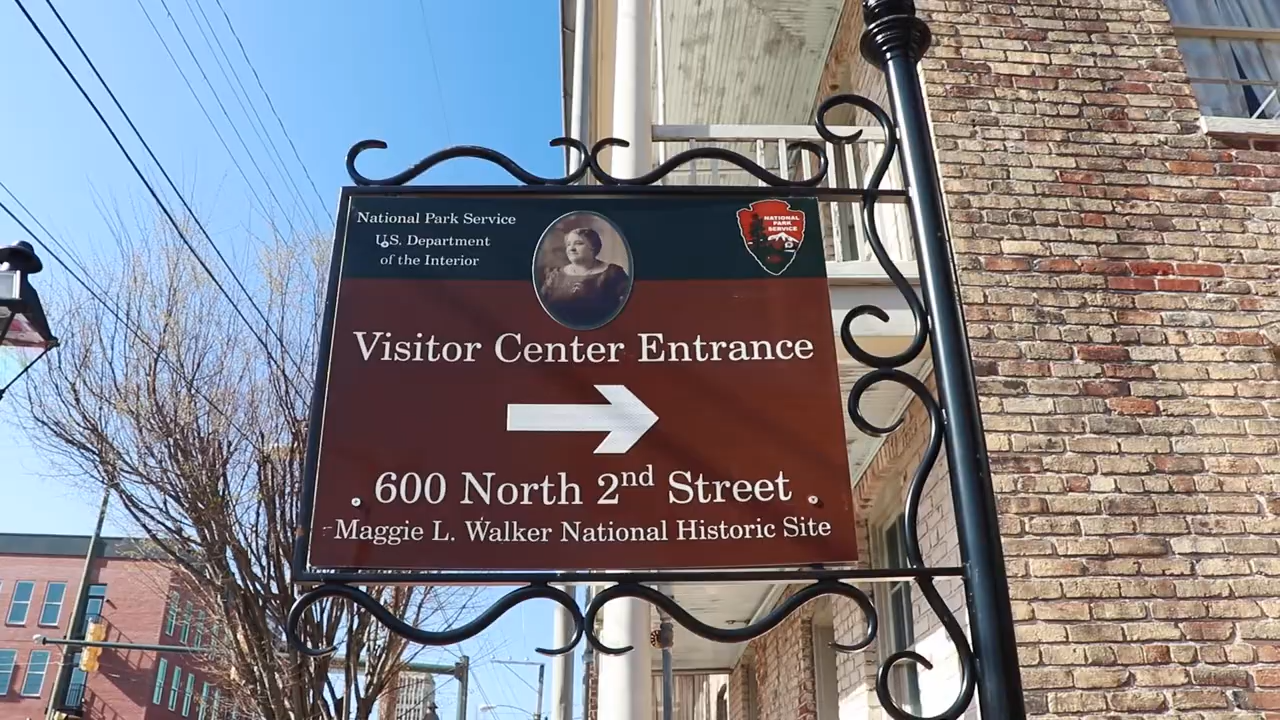 National Park Service
U.S. Department
of the Interior
NATIONAL
PARK
SERVICE
Visitor Center Entrance
600 North 2nd Street
Maggie L. Walker National Historic Site